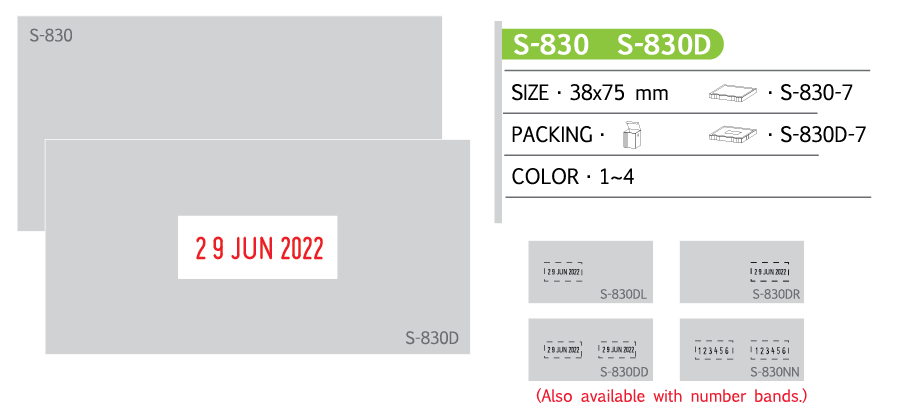 S-830
29 JUN 2022
S-830D
S-830 S-830D
SIZE · 38x75 mm · S-830-7
PACKING · · S-830D-7
COLOR · 1~4
29 JUN 2022
S-830DL
29 JUN 2022
S-830DR
29 JUN 2022 29 JUN 2022
S-830DD
123456 123456
S-830NN
(Also available with number bands.)